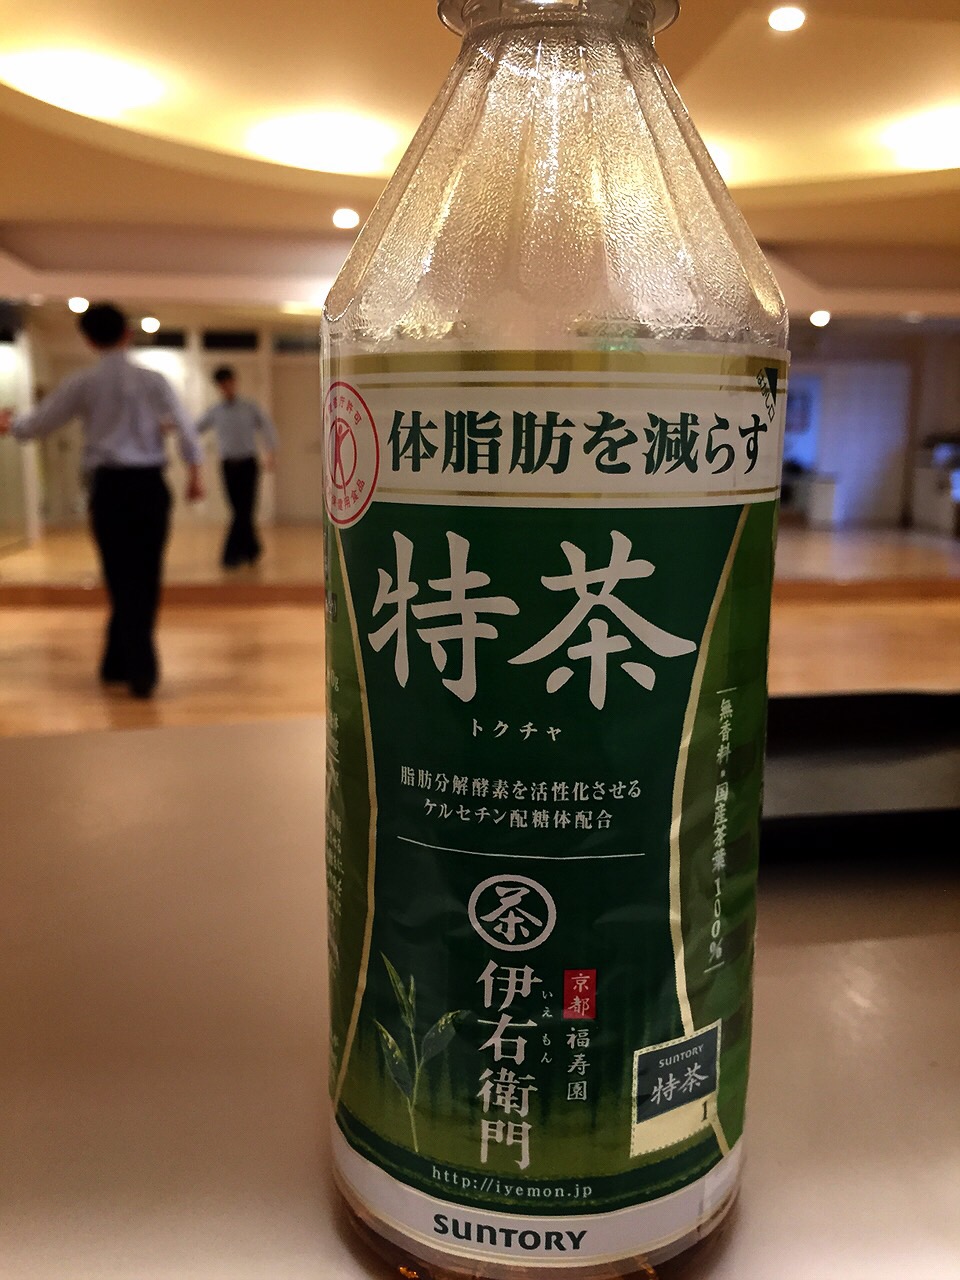 体脂肪を減らす
特茶
トクチャ
脂肪分解酵素を活性化させる
ケルセチン配糖体配合
無香料・国産茶葉100%
茶
京都
福寿園
伊右衛門
いえもん
SUNTORY
特茶
1
http://iyemon.jp
SUNTORY